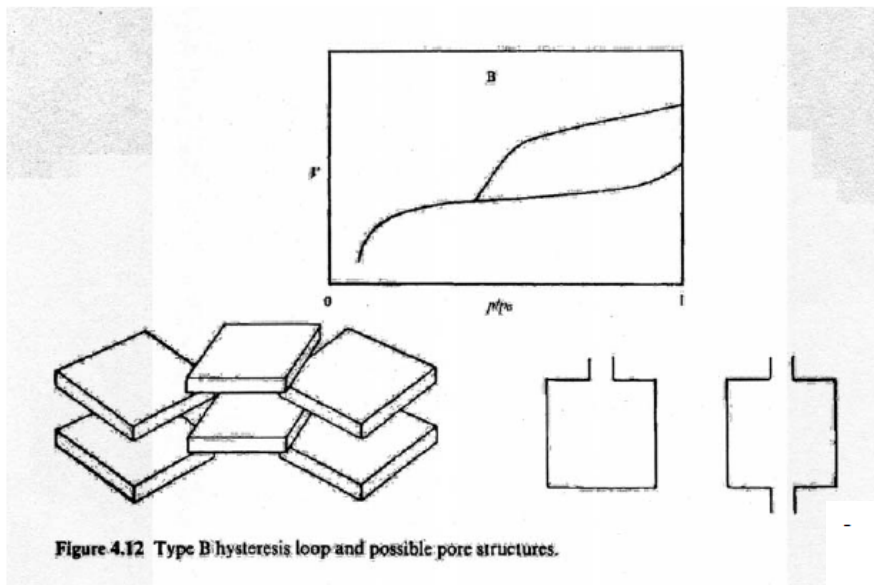 B
V
0
p/p₀
1
Figure 4.12 Type B hysteresis loop and possible pore structures.